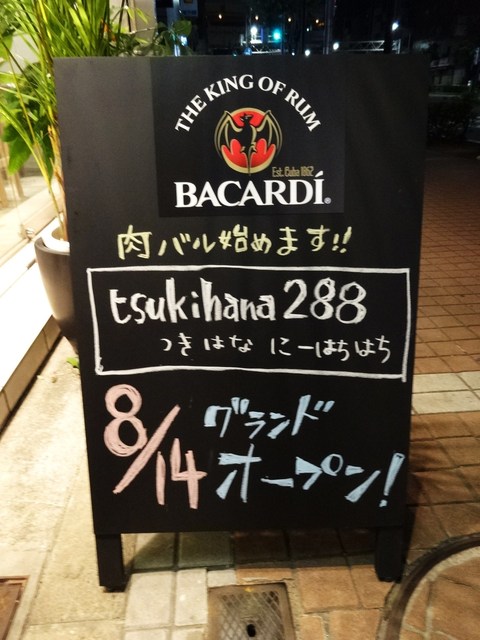 THE KING OF RUM
Est. Cuba 1862
BACARDÍ®
肉バル始めます!!
tsukihana 288
つきはな にーはちはち
8/14 グランド
オープン!